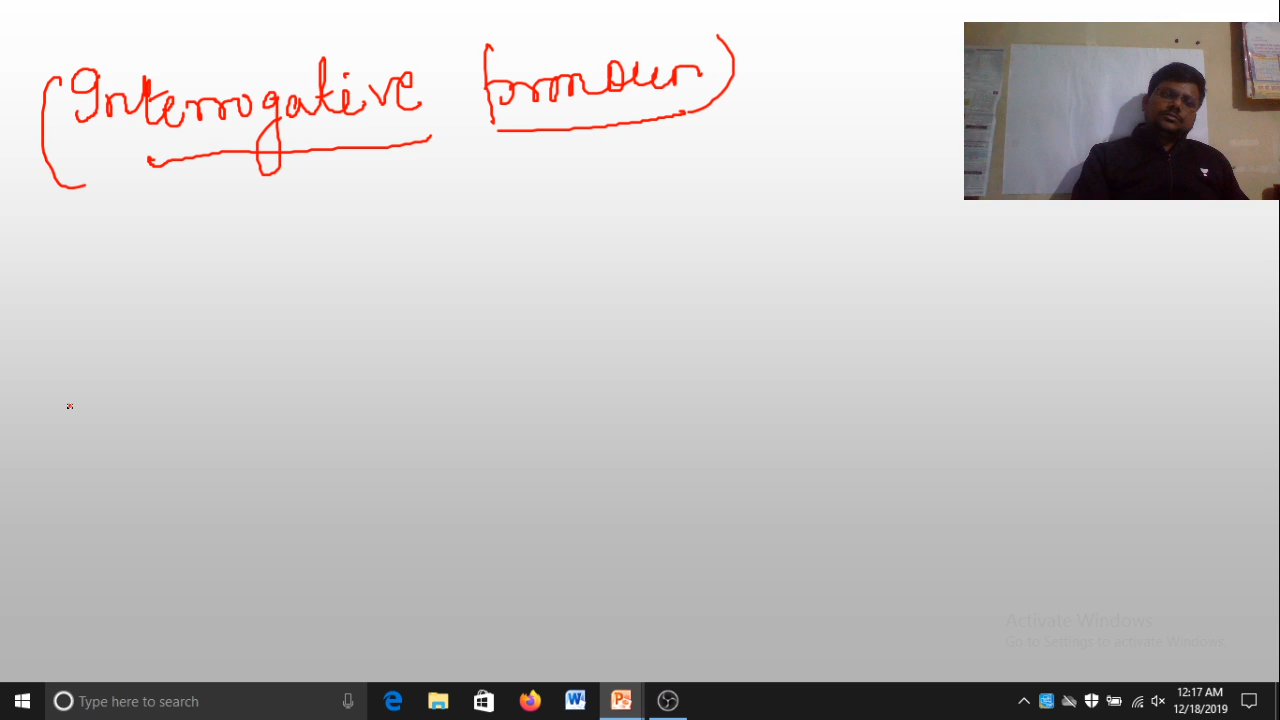 (Interrogative pronoun)
Activate Windows
Go to Settings to activate Windows.
Type here to search
12:17 AM
12/18/2019